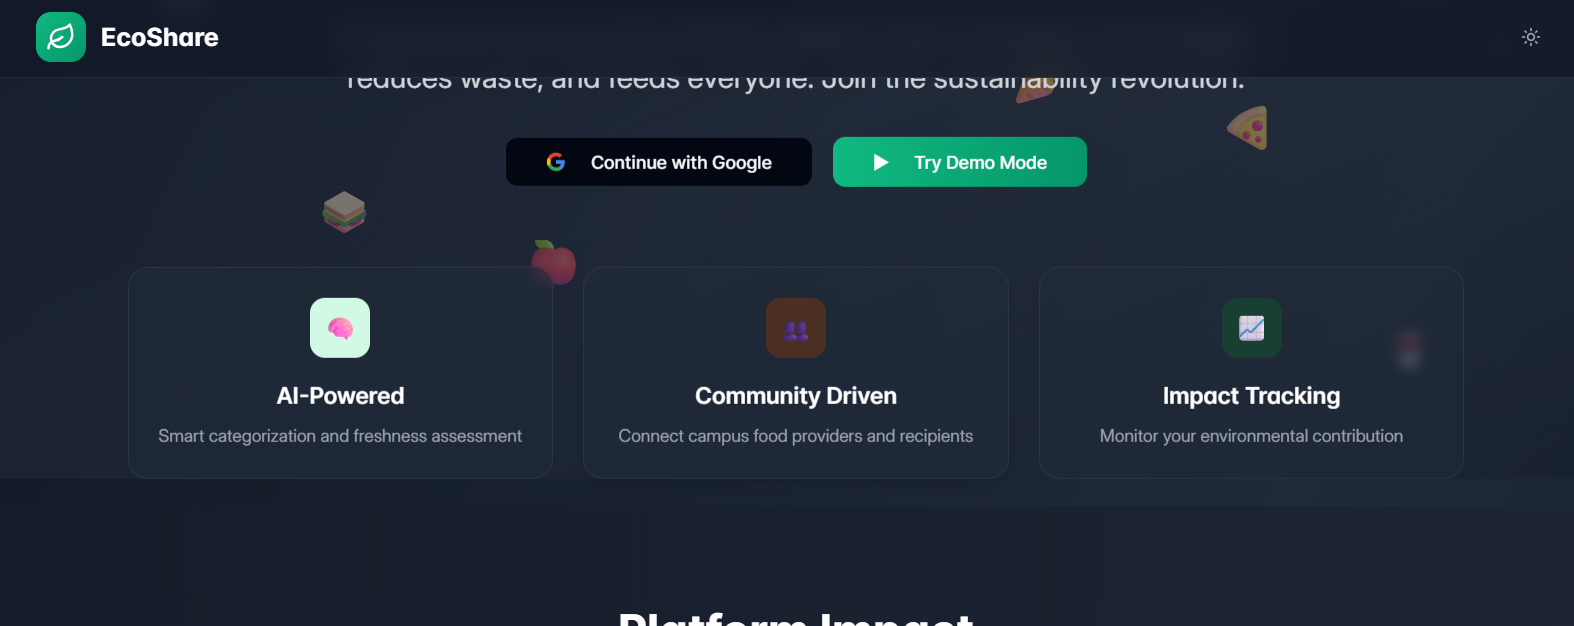 EcoShare
reduces waste, and feeds everyone. Join the sustainability revolution.
Continue with Google
Try Demo Mode
AI-Powered
Smart categorization and freshness assessment
Community Driven
Connect campus food providers and recipients
Impact Tracking
Monitor your environmental contribution
Platform Impact